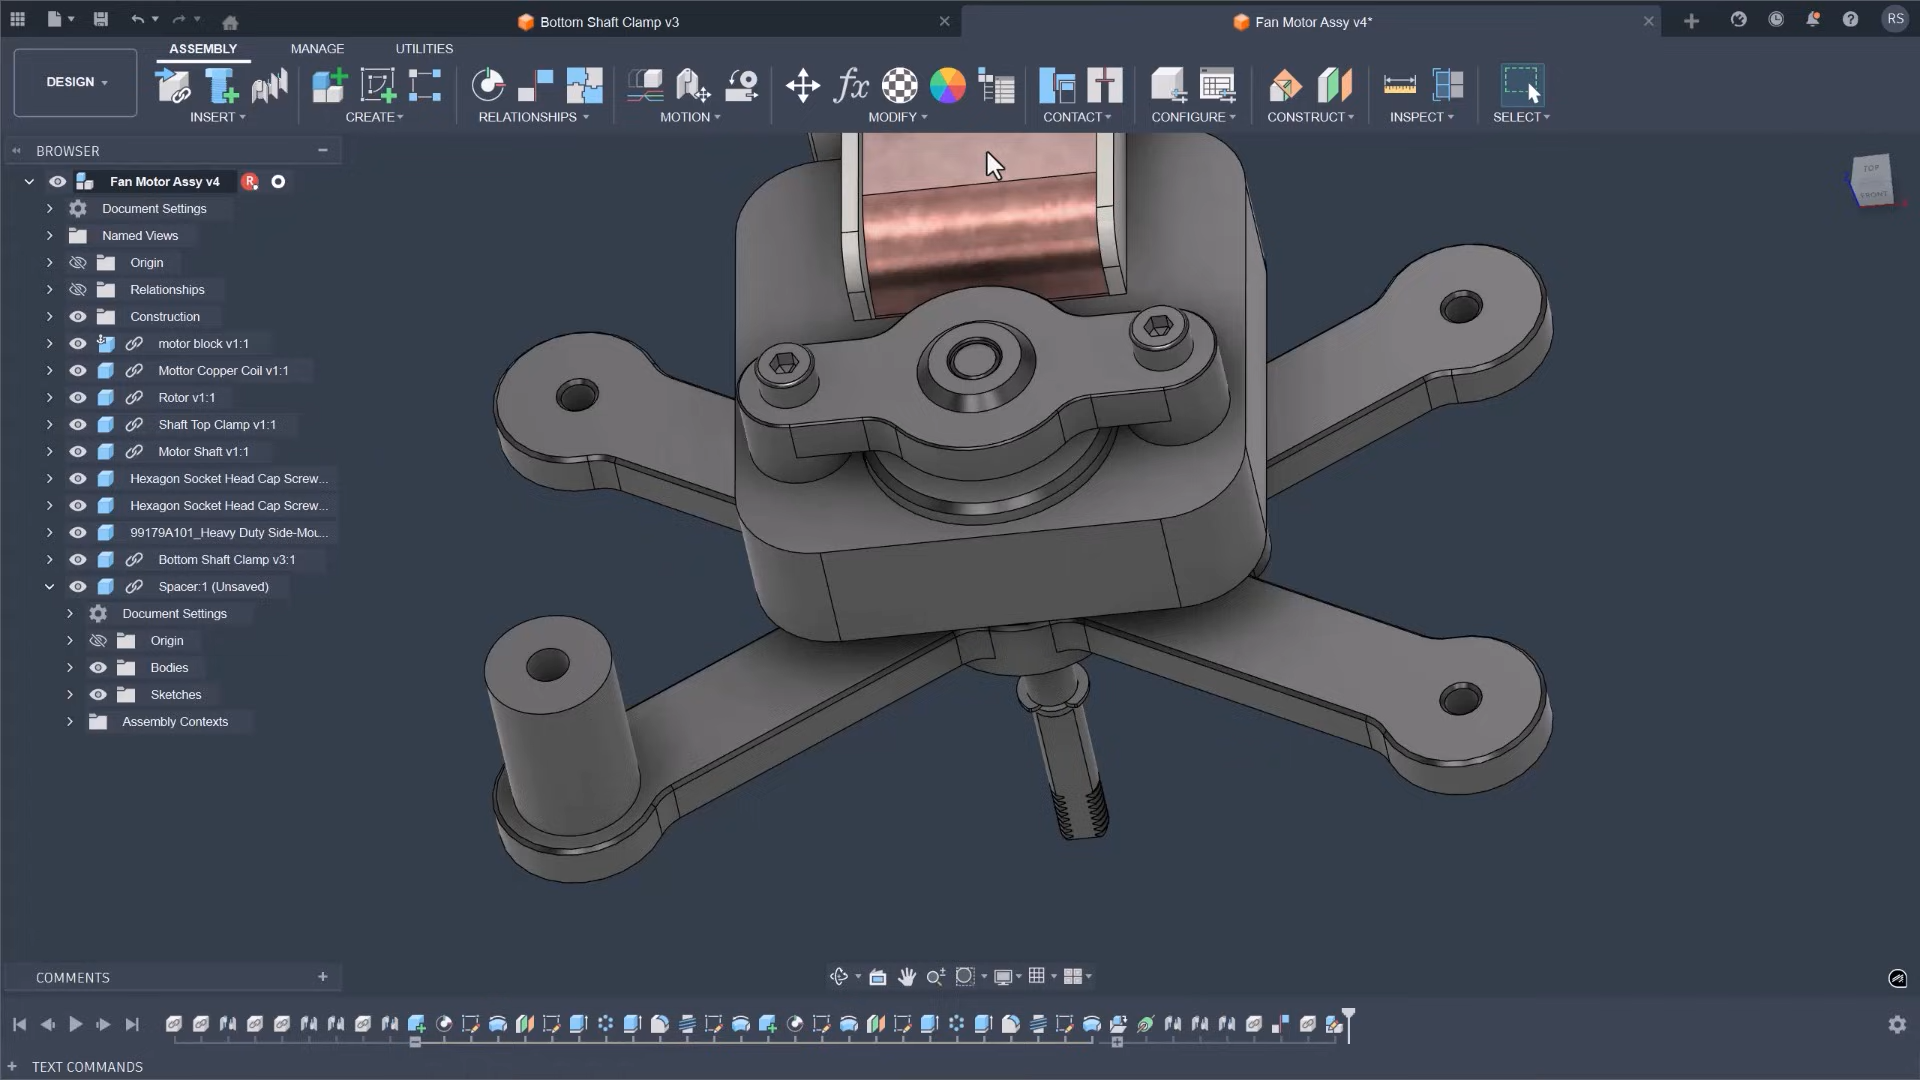 Bottom Shaft Clamp v3
Fan Motor Assy v4*
RS
ASSEMBLY
MANAGE
UTILITIES
DESIGN
fx
INSERT
CREATE
RELATIONSHIPS
MOTION
MODIFY
CONTACT
CONFIGURE
CONSTRUCT
INSPECT
SELECT
BROWSER
Fan Motor Assy v4
R
Document Settings
Named Views
Origin
Relationships
Construction
motor block v1:1
Mottor Copper Coil v1:1
Rotor v1:1
Shaft Top Clamp v1:1
Motor Shaft v1:1
Hexagon Socket Head Cap Screw...
Hexagon Socket Head Cap Screw...
99179A101_Heavy Duty Side-Mou...
Bottom Shaft Clamp v3:1
Spacer:1 (Unsaved)
Document Settings
Origin
Bodies
Sketches
Assembly Contexts
TOP
FRONT
COMMENTS
TEXT COMMANDS